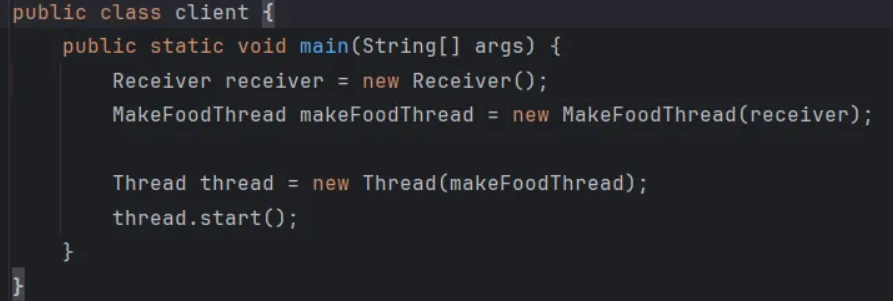 public class client {
    public static void main(String[] args) {
        Receiver receiver = new Receiver();
        MakeFoodThread makeFoodThread = new MakeFoodThread(receiver);

        Thread thread = new Thread(makeFoodThread);
        thread.start();
    }
}